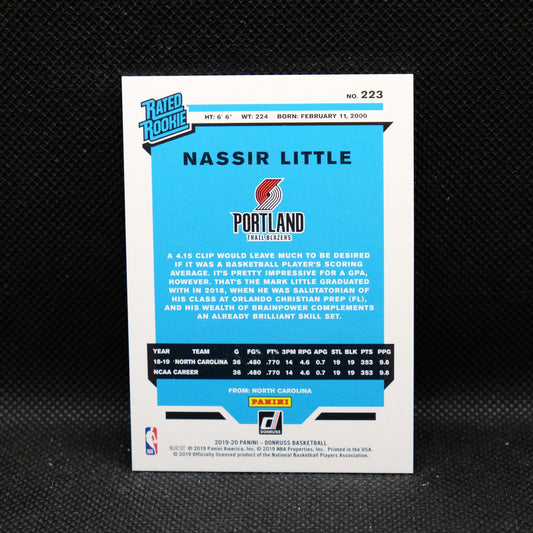 NO. 223
RATED
ROOKIE
HT: 6' 6" WT: 224 BORN: FEBRUARY 11, 2000
NASSIR LITTLE
PORTLAND
TRAIL BLAZERS
A 4.15 CLIP WOULD LEAVE MUCH TO BE DESIRED
IF IT WAS A BASKETBALL PLAYER'S SCORING
AVERAGE. IT'S PRETTY IMPRESSIVE FOR A GPA,
HOWEVER. THAT'S THE MARK LITTLE GRADUATED
WITH IN 2018, WHEN HE WAS SALUTATORIAN OF
HIS CLASS AT ORLANDO CHRISTIAN PREP (FL),
AND HIS WEALTH OF BRAINPOWER COMPLEMENTS
AN ALREADY BRILLIANT SKILL SET.
YEAR TEAM G FG% FT% 3PM RPG APG STL BLK PTS PPG
18-19 NORTH CAROLINA 36 .480 .770 14 4.6 0.7 19 19 353 9.8
NCAA CAREER 36 .480 .770 14 4.6 0.7 19 19 353 9.8
FROM: NORTH CAROLINA
PANINI
DONRUSS
2019-20 PANINI – DONRUSS BASKETBALL
© 2019 Panini America, Inc. © 2019 NBA Properties, Inc. Printed in the USA.
© 2019 Officially licensed product of the National Basketball Players Association.
NBA